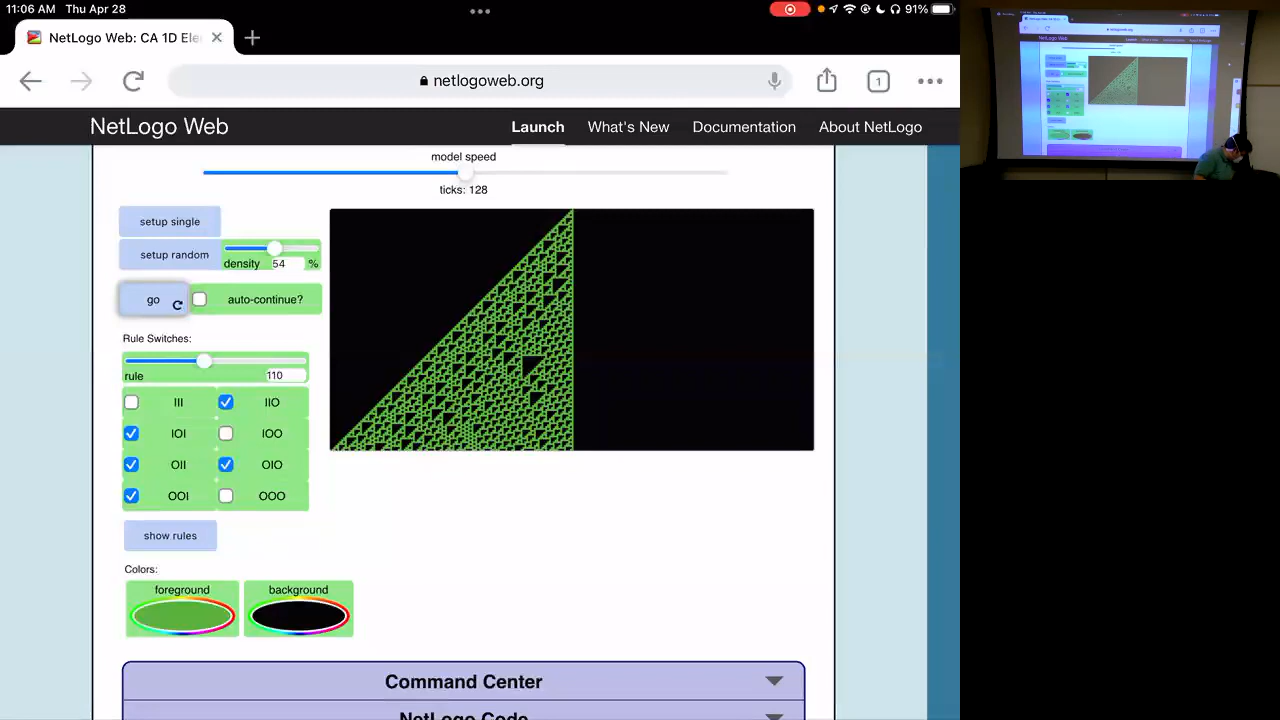 11:06 AM Thu Apr 28
91%
NetLogo Web: CA 1D Ele
netlogoweb.org
1
NetLogo Web
Launch
What's New
Documentation
About NetLogo
model speed
ticks: 128
setup single
setup random
density 54 %
go
auto-continue?
Rule Switches:
rule 110
III
IIO
IOI
IOO
OII
OIO
OOI
OOO
show rules
Colors:
foreground
background
Command Center
NetLogo Code